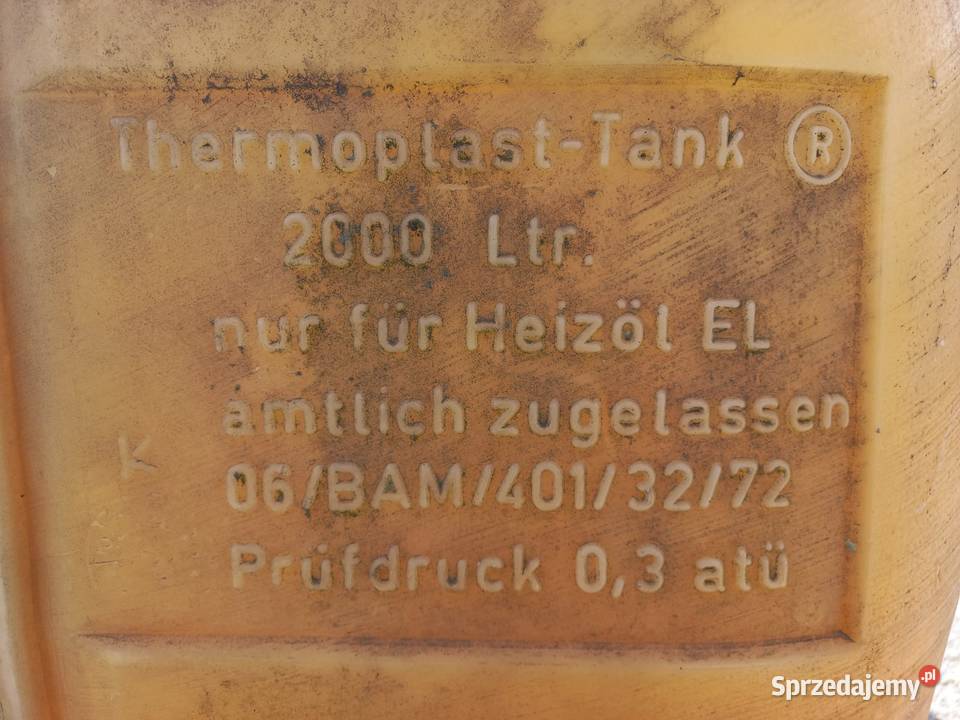 Thermoplast-Tank ®
2000 Ltr.
nur für Heizöl EL
amtlich zugelassen
K
06/BAM/401/32/72
Prüfdruck 0,3 atü
Sprzedajemy.pl